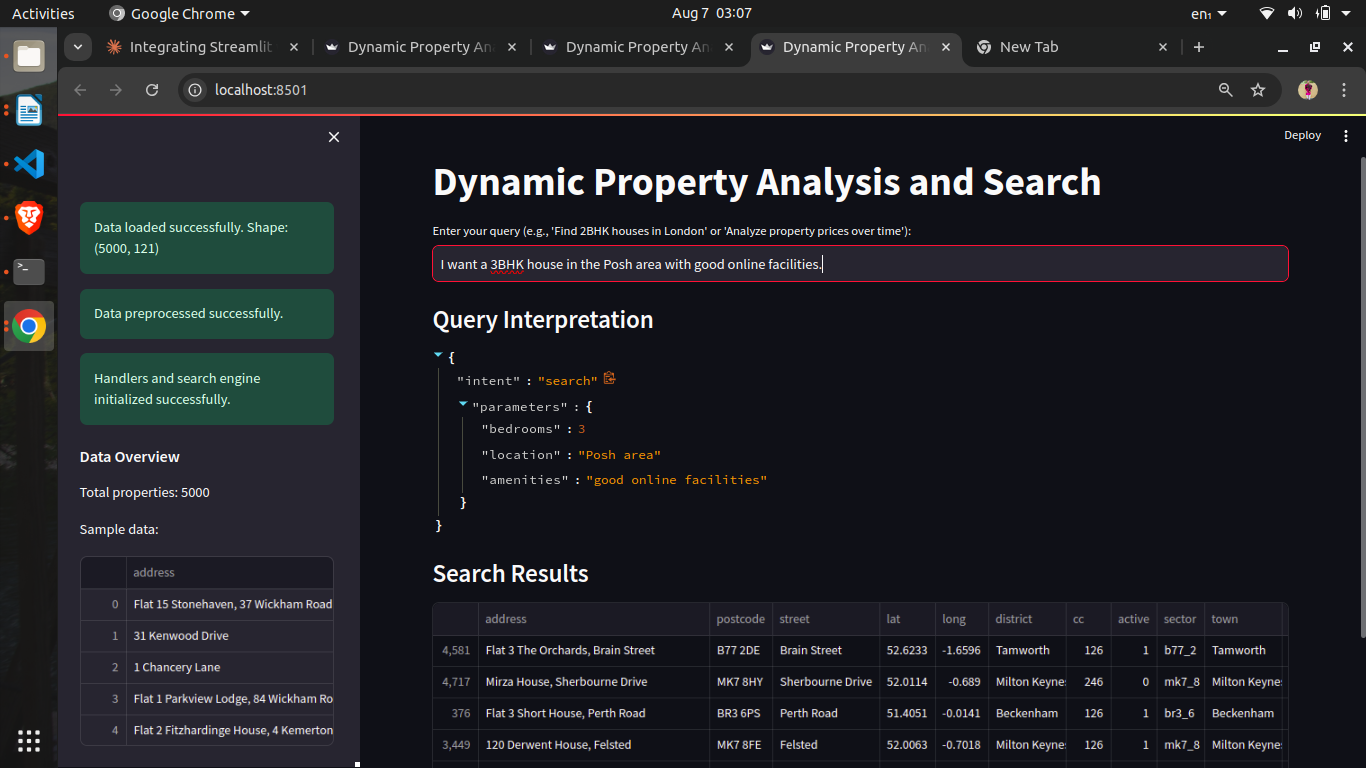 Activities
Google Chrome
Aug 7 03:07
en₁
Integrating Streamlit
Dynamic Property An
Dynamic Property An
Dynamic Property An
New Tab
localhost:8501
Deploy
Data loaded successfully. Shape:
(5000, 121)
Data preprocessed successfully.
Handlers and search engine
initialized successfully.
Data Overview
Total properties: 5000
Sample data:
address
0 Flat 15 Stonehaven, 37 Wickham Road
1 31 Kenwood Drive
2 1 Chancery Lane
3 Flat 1 Parkview Lodge, 84 Wickham Ro
4 Flat 2 Fitzhardinge House, 4 Kemerton
Dynamic Property Analysis and Search
Enter your query (e.g., 'Find 2BHK houses in London' or 'Analyze property prices over time'):
I want a 3BHK house in the Posh area with good online facilities.
Query Interpretation
{
"intent" : "search"
"parameters" : {
"bedrooms" : 3
"location" : "Posh area"
"amenities" : "good online facilities"
}
}
Search Results
address postcode street lat long district cc active sector town
4,581 Flat 3 The Orchards, Brain Street B77 2DE Brain Street 52.6233 -1.6596 Tamworth 126 1 b77_2 Tamworth
4,717 Mirza House, Sherbourne Drive MK7 8HY Sherbourne Drive 52.0114 -0.689 Milton Keyne 246 0 mk7_8 Milton Keyne
376 Flat 3 Short House, Perth Road BR3 6PS Perth Road 51.4051 -0.0141 Beckenham 126 1 br3_6 Beckenham
3,449 120 Derwent House, Felsted MK7 8FE Felsted 52.0063 -0.7018 Milton Keyne 126 1 mk7_8 Milton Keyne